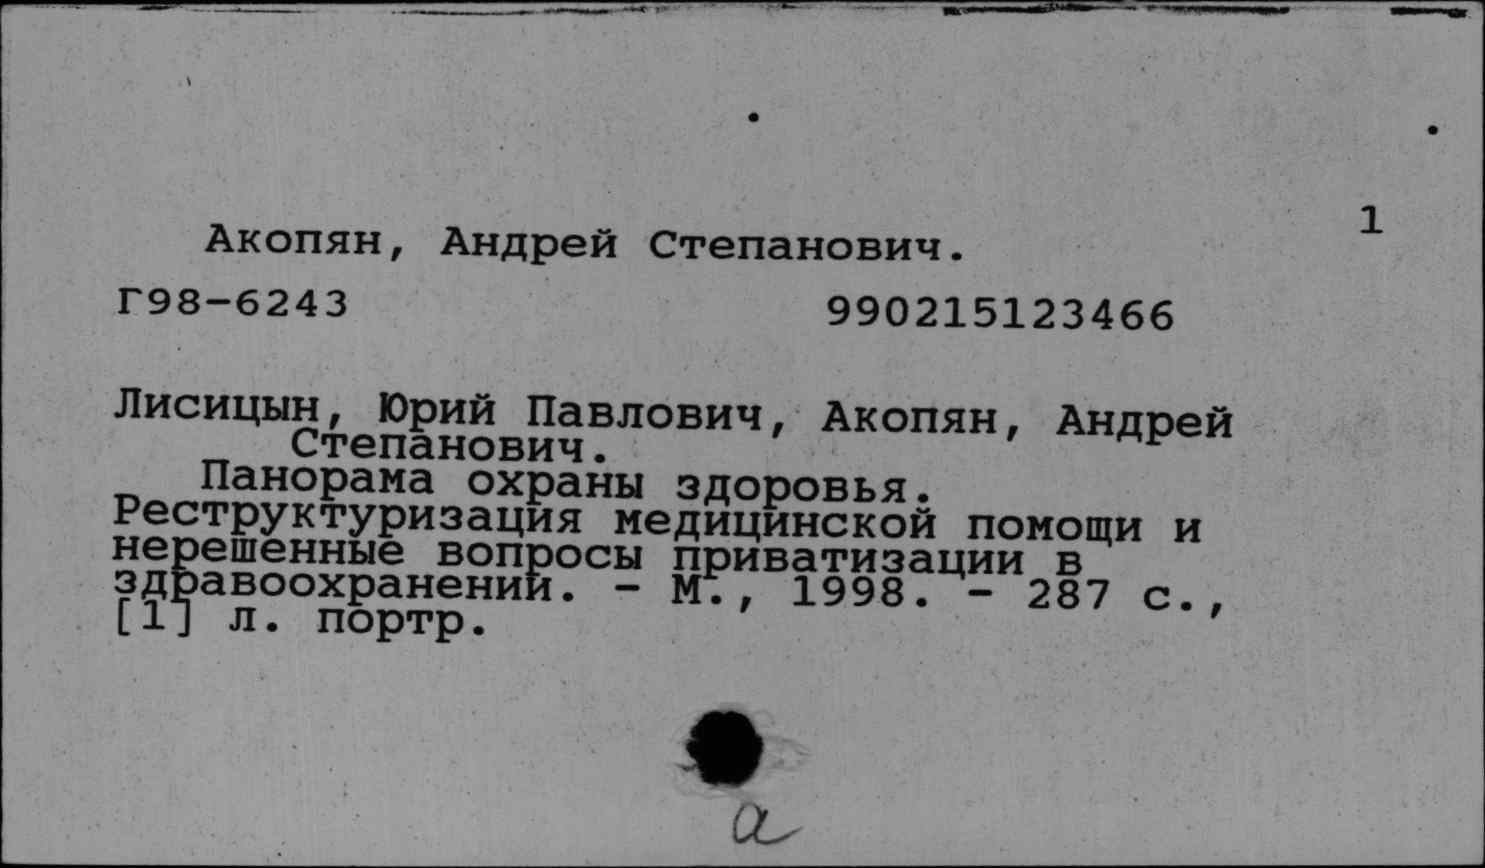 1
Акопян, Андрей Степанович.
Г98-6243 990215123466
Лисицын, Юрий Павлович, Акопян, Андрей
Степанович.
Панорама охраны здоровья.
Реструктуризация медицинской помощи и
нерешенные вопросы приватизации в
здравоохранении. - М., 1998. - 287 с.,
[1] л. портр.
а